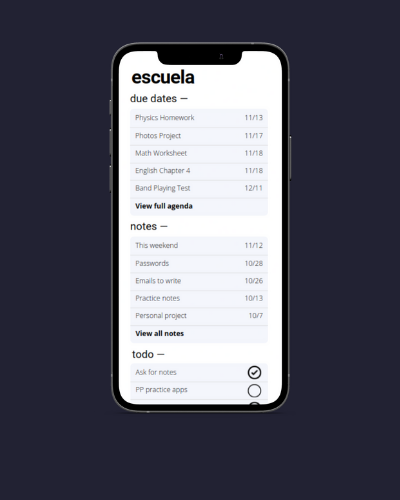 escuela
due dates —
Physics Homework 11/13
Photos Project 11/17
Math Worksheet 11/18
English Chapter 4 11/18
Band Playing Test 12/11
View full agenda
notes —
This weekend 11/12
Passwords 10/28
Emails to write 10/26
Practice notes 10/13
Personal project 10/7
View all notes
todo —
Ask for notes
PP practice apps